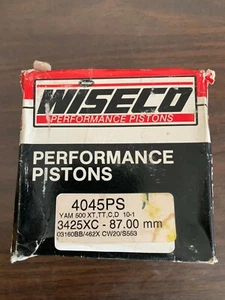 WISECO
PERFORMANCE PISTONS
PERFORMANCE
PISTONS
4045PS
YAM 500 XT,TT,C,D 10-1
3425XC - 87.00 mm
03160BB/462X CW20/S553